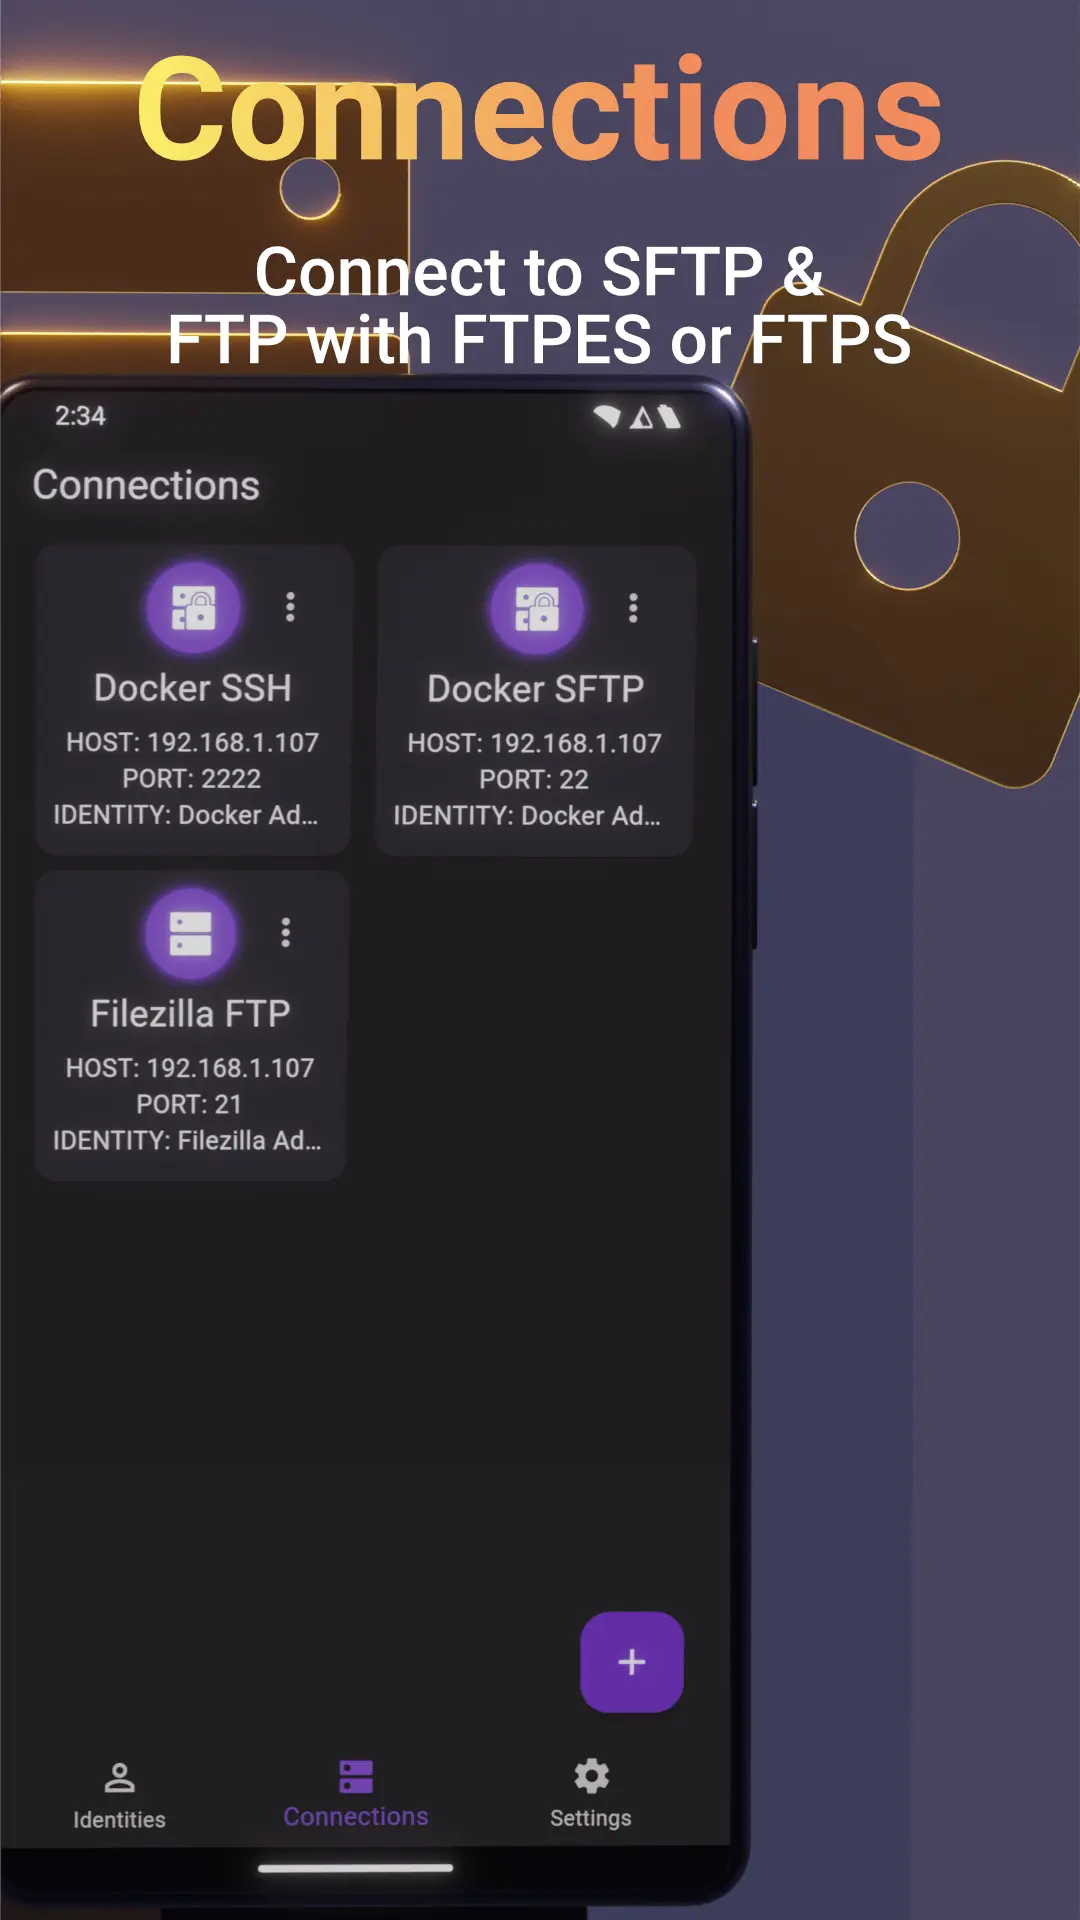 Connections
Connect to SFTP &
FTP with FTPES or FTPS
2:34
Connections
Docker SSH
HOST: 192.168.1.107
PORT: 2222
IDENTITY: Docker Ad...
Docker SFTP
HOST: 192.168.1.107
PORT: 22
IDENTITY: Docker Ad...
Filezilla FTP
HOST: 192.168.1.107
PORT: 21
IDENTITY: Filezilla Ad...
Identities
Connections
Settings